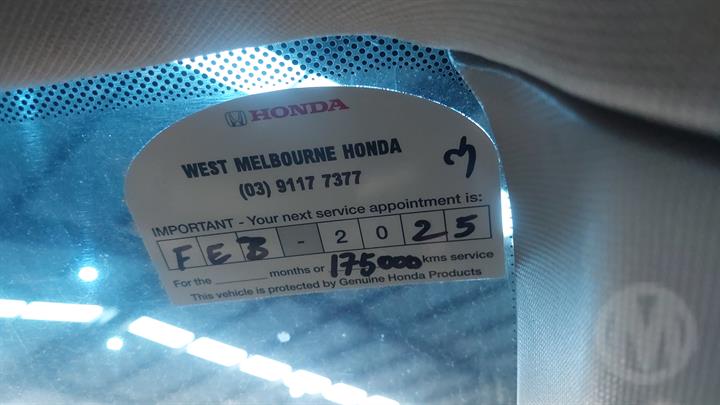 HONDA
WEST MELBOURNE HONDA
(03) 9117 7377
IMPORTANT - Your next service appointment is:
FEB - 2025
For the ______ months or 175000 kms service
This vehicle is protected by Genuine Honda Products